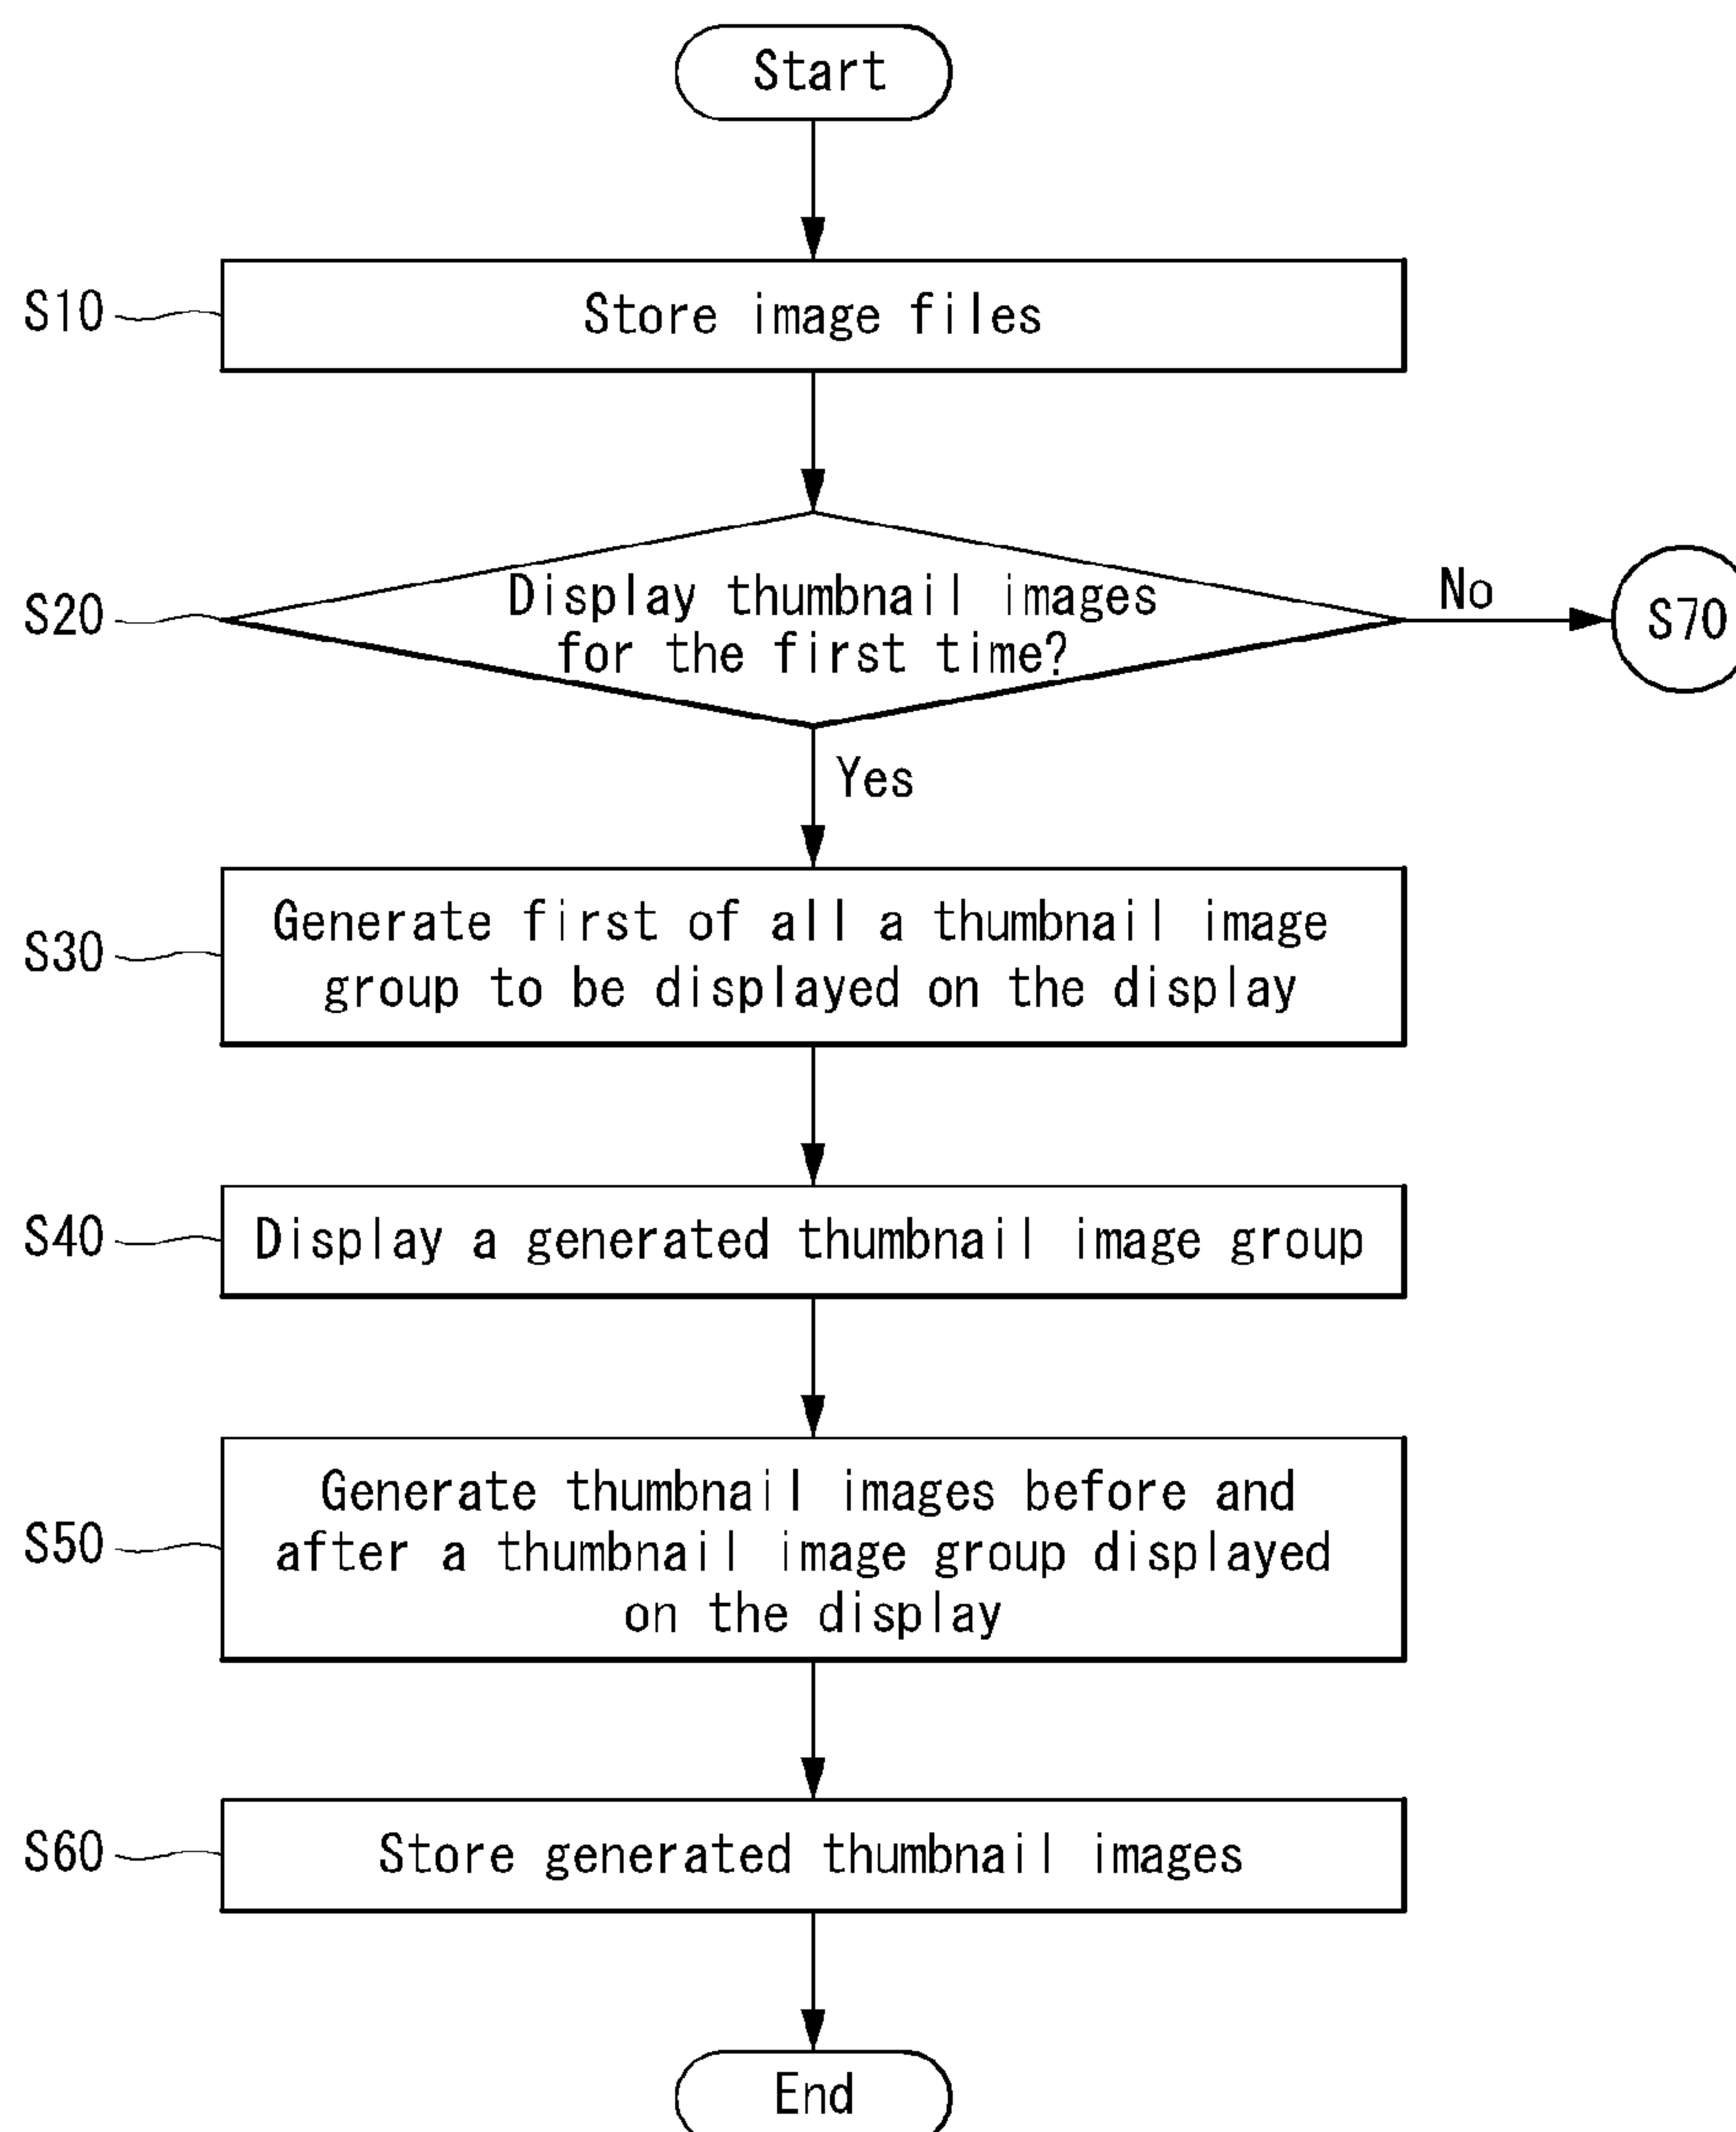 Start
S10
Store image files
S20
Display thumbnail images
for the first time?
No
S70
Yes
S30
Generate first of all a thumbnail image
group to be displayed on the display
S40
Display a generated thumbnail image group
S50
Generate thumbnail images before and
after a thumbnail image group displayed
on the display
S60
Store generated thumbnail images
End